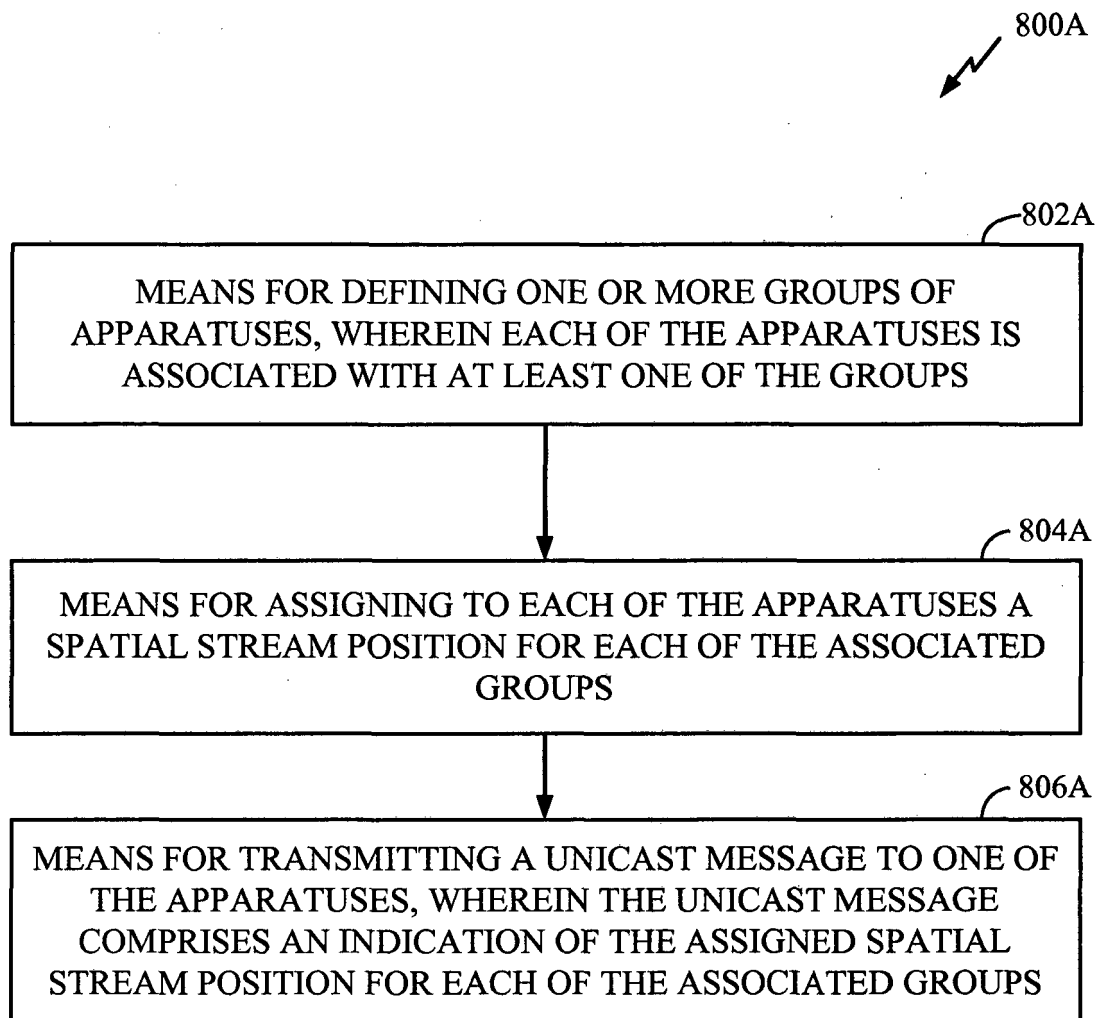 800A
802A
MEANS FOR DEFINING ONE OR MORE GROUPS OF
APPARATUSES, WHEREIN EACH OF THE APPARATUSES IS
ASSOCIATED WITH AT LEAST ONE OF THE GROUPS
804A
MEANS FOR ASSIGNING TO EACH OF THE APPARATUSES A
SPATIAL STREAM POSITION FOR EACH OF THE ASSOCIATED
GROUPS
806A
MEANS FOR TRANSMITTING A UNICAST MESSAGE TO ONE OF
THE APPARATUSES, WHEREIN THE UNICAST MESSAGE
COMPRISES AN INDICATION OF THE ASSIGNED SPATIAL
STREAM POSITION FOR EACH OF THE ASSOCIATED GROUPS